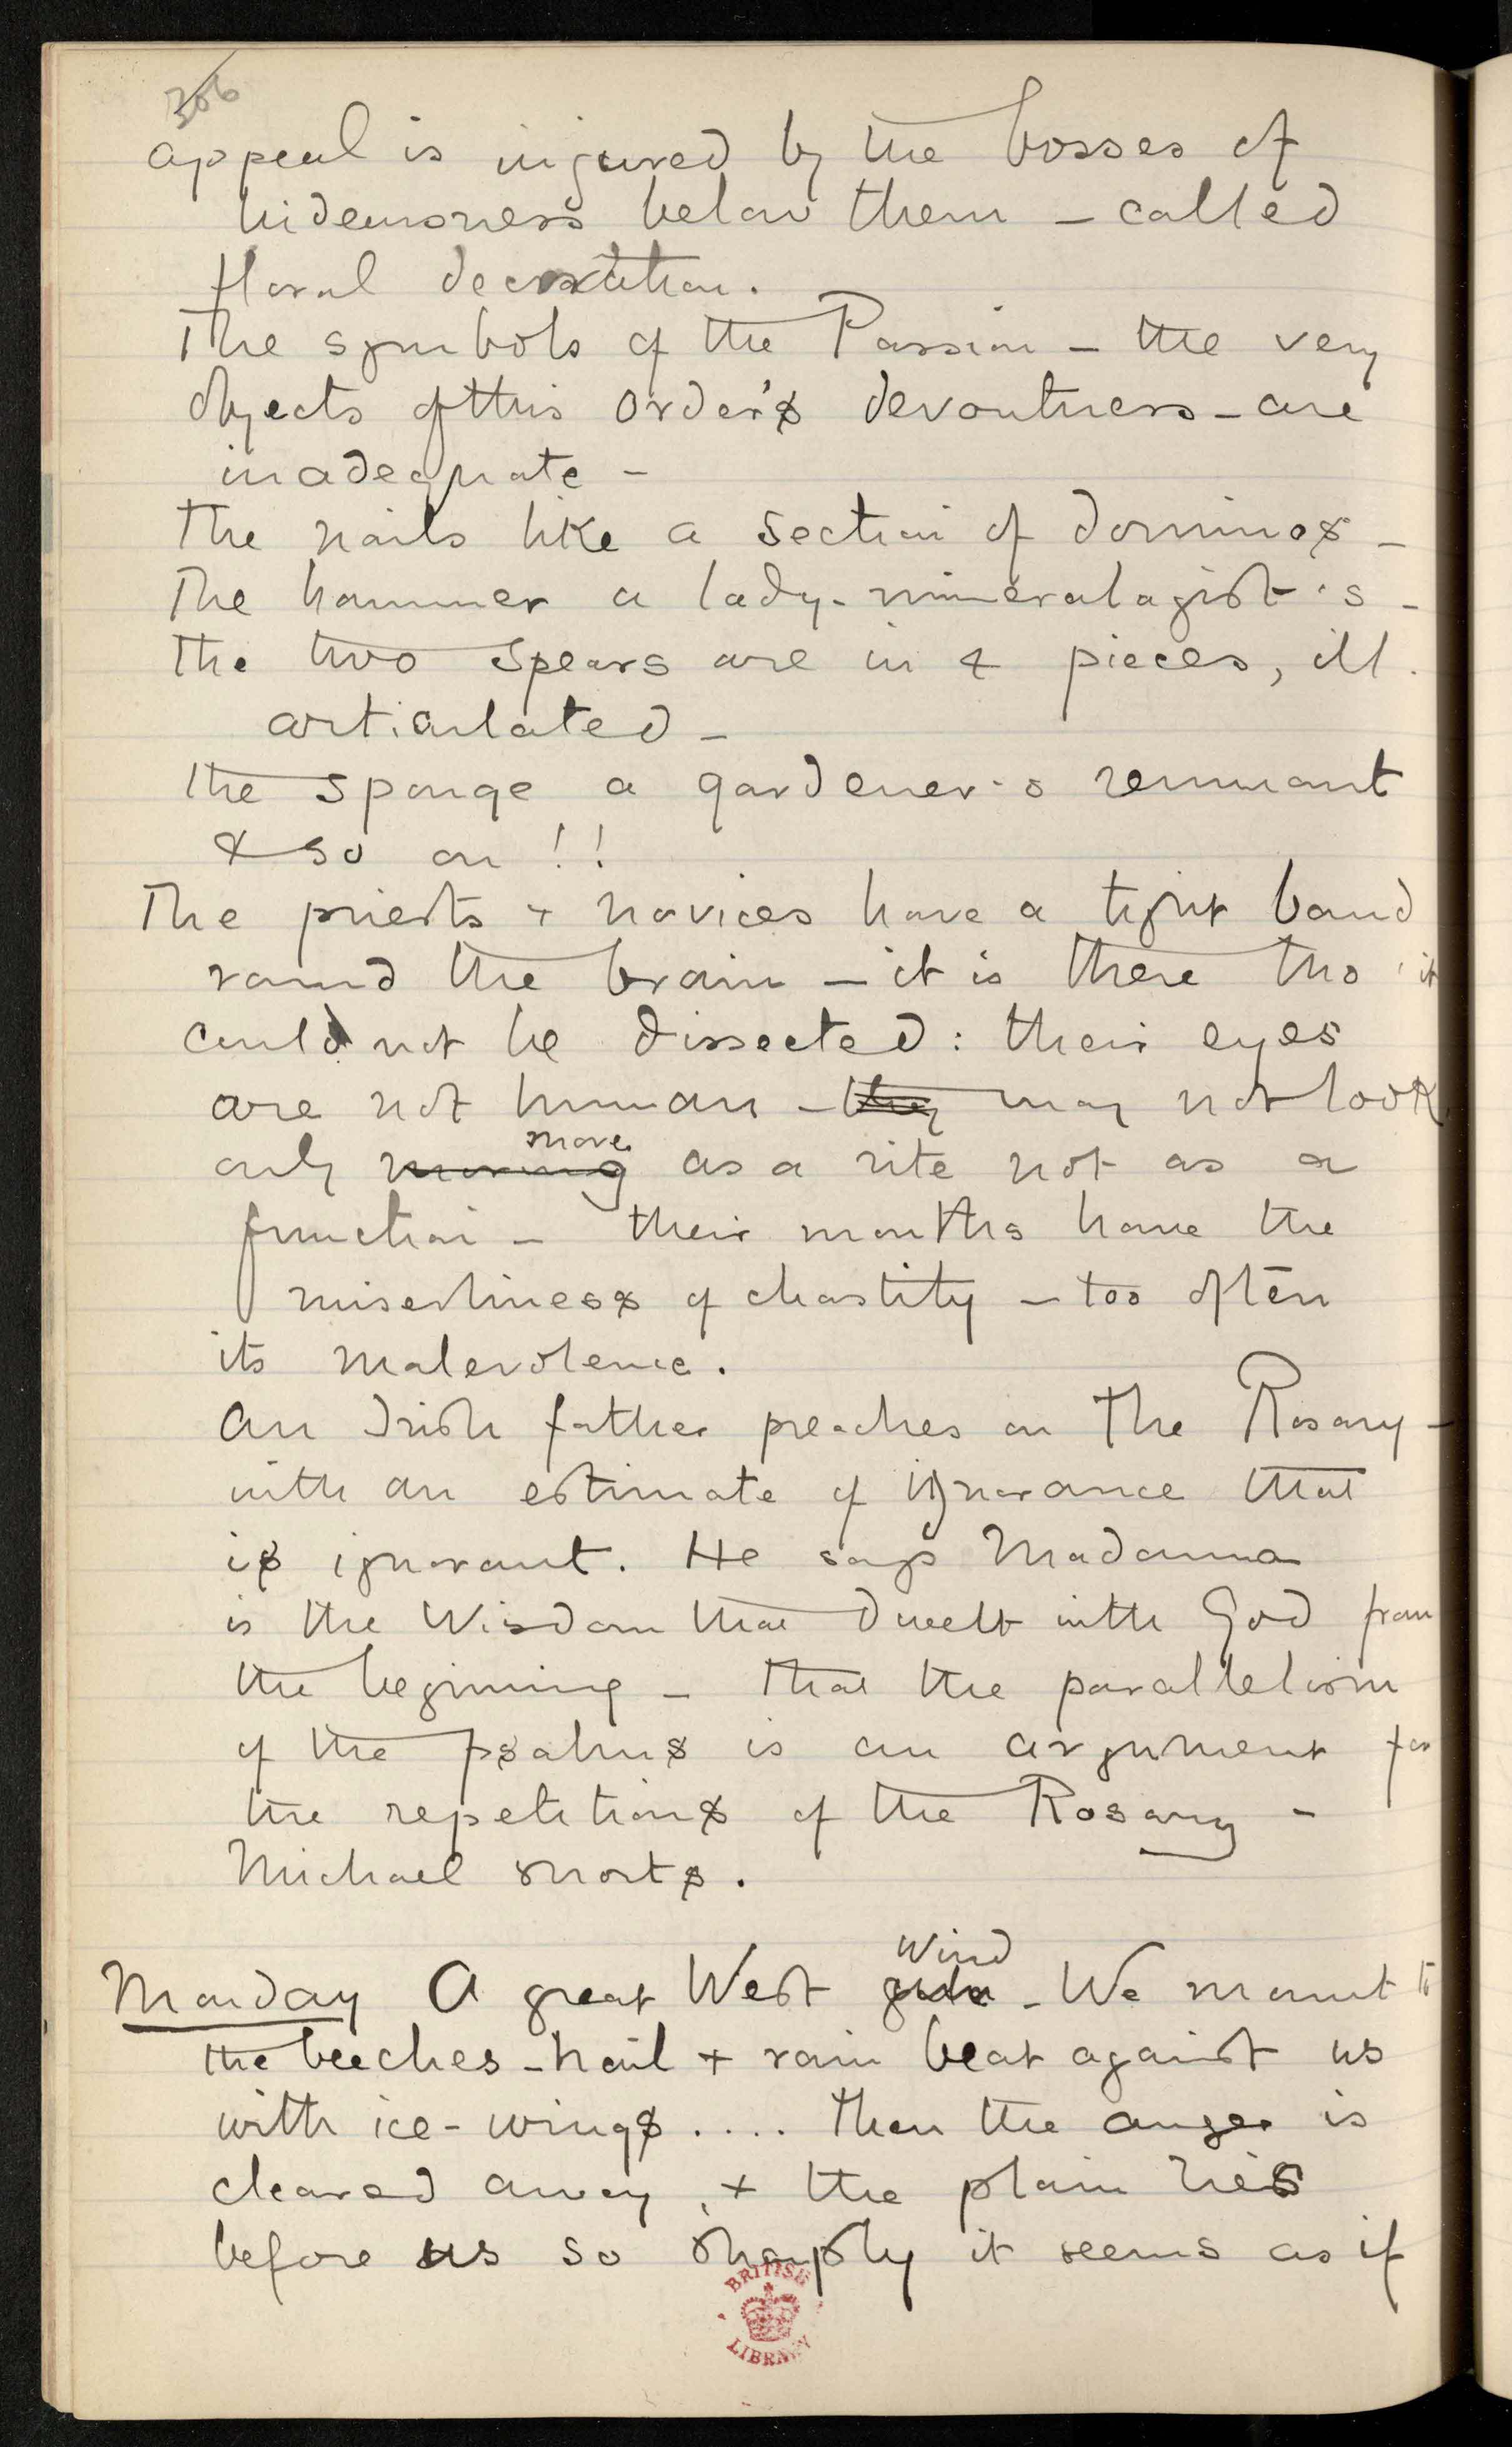 306
appeal is injured by the bosses of
hideousness below them — called
floral decoration.
The symbols of the Passion — the very
objects of this Order's devoutness — are
inadequate —
The nails like a section of dominos —
The hammer a lady-mineralogist's —
the two spears are in 4 pieces, ill
articulated —
the sponge a gardener's remnant
& so on !!
The priests + novices have a tight band
round the brain — it is there tho' it
could not be dissected: their eyes
are not human — they may not look,
only moving move as a rite not as a
function — their mouths have the
miserliness of chastity — too often
its malevolence.
An Irish father preaches on The Rosary —
with an estimate of ignorance that
is ignorant. He says Madonna
is the Wisdom that dwelt with God from
the beginning — that the parallelism
of the psalms is an argument for
the repetitions of the Rosary —
Michael snorts.
Monday A great West Wind — We mount to
the beeches — hail + rain beat against us
with ice-wings .... then the anger is
cleared away, + the plain lies
before us so sharply it seems as if
BRITISH
LIBRARY